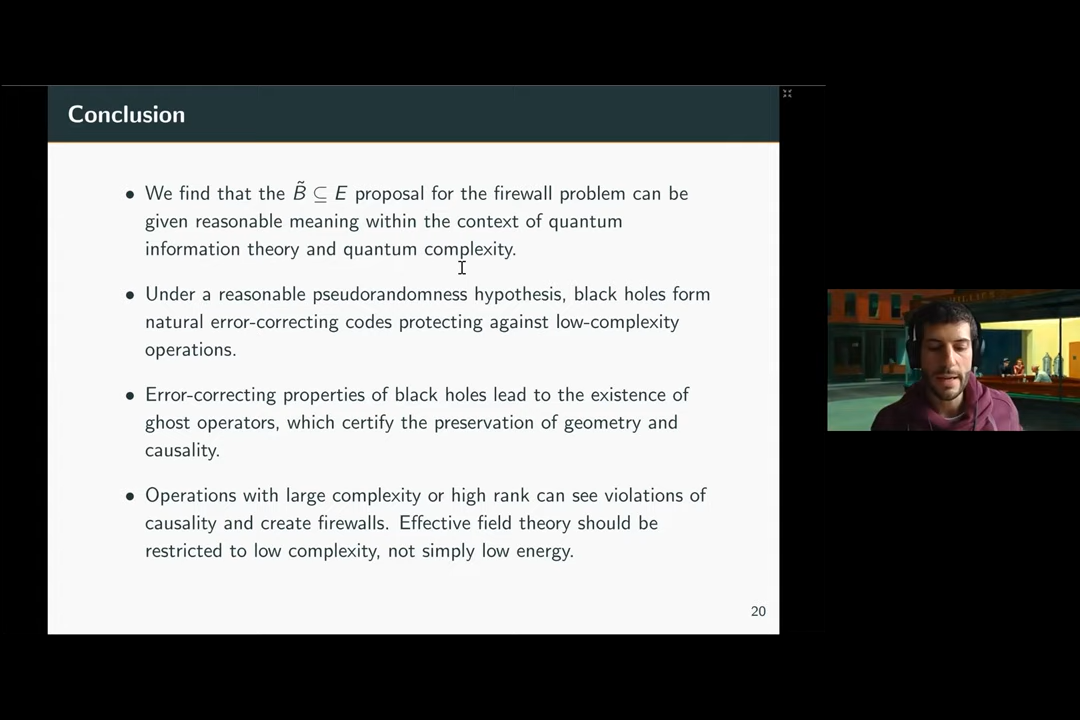 Conclusion
• We find that the B̃ ⊆ E proposal for the firewall problem can be
given reasonable meaning within the context of quantum
information theory and quantum complexity.
• Under a reasonable pseudorandomness hypothesis, black holes form
natural error-correcting codes protecting against low-complexity
operations.
• Error-correcting properties of black holes lead to the existence of
ghost operators, which certify the preservation of geometry and
causality.
• Operations with large complexity or high rank can see violations of
causality and create firewalls. Effective field theory should be
restricted to low complexity, not simply low energy.
20